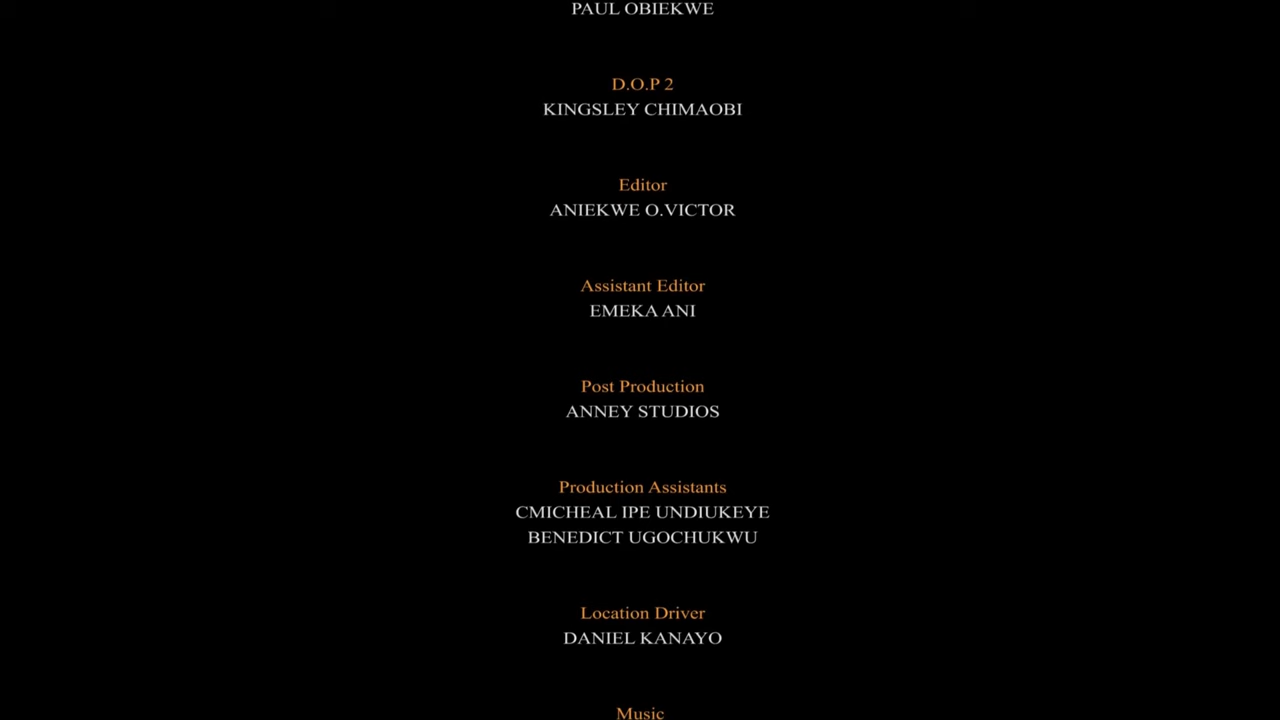 PAUL OBIEKWE
D.O.P 2
KINGSLEY CHIMAOBI
Editor
ANIEKWE O.VICTOR
Assistant Editor
EMEKA ANI
Post Production
ANNEY STUDIOS
Production Assistants
CMICHEAL IPE UNDIUKEYE
BENEDICT UGOCHUKWU
Location Driver
DANIEL KANAYO
Music